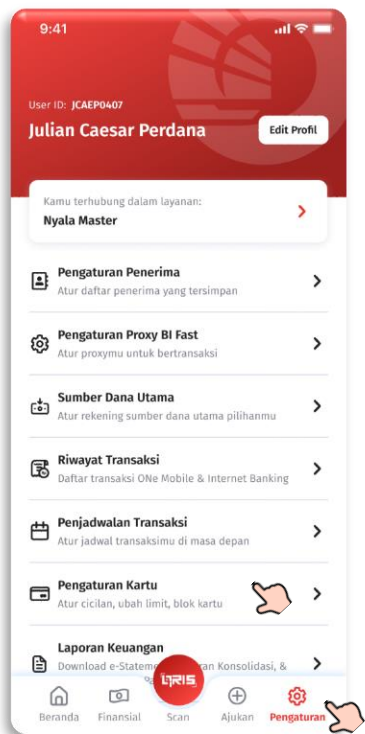 9:41
User ID: JCAEP0407
Julian Caesar Perdana
Edit Profil
Kamu terhubung dalam layanan:
Nyala Master
Pengaturan Penerima
Atur daftar penerima yang tersimpan
Pengaturan Proxy BI Fast
Atur proxymu untuk bertransaksi
Sumber Dana Utama
Atur rekening sumber dana utama pilihanmu
Riwayat Transaksi
Daftar transaksi ONe Mobile & Internet Banking
Penjadwalan Transaksi
Atur jadwal transaksimu di masa depan
Pengaturan Kartu
Atur cicilan, ubah limit, blok kartu
Laporan Keuangan
Download Konsolidasi, &
QRIS
Beranda Finansial Scan Ajukan Pengaturan